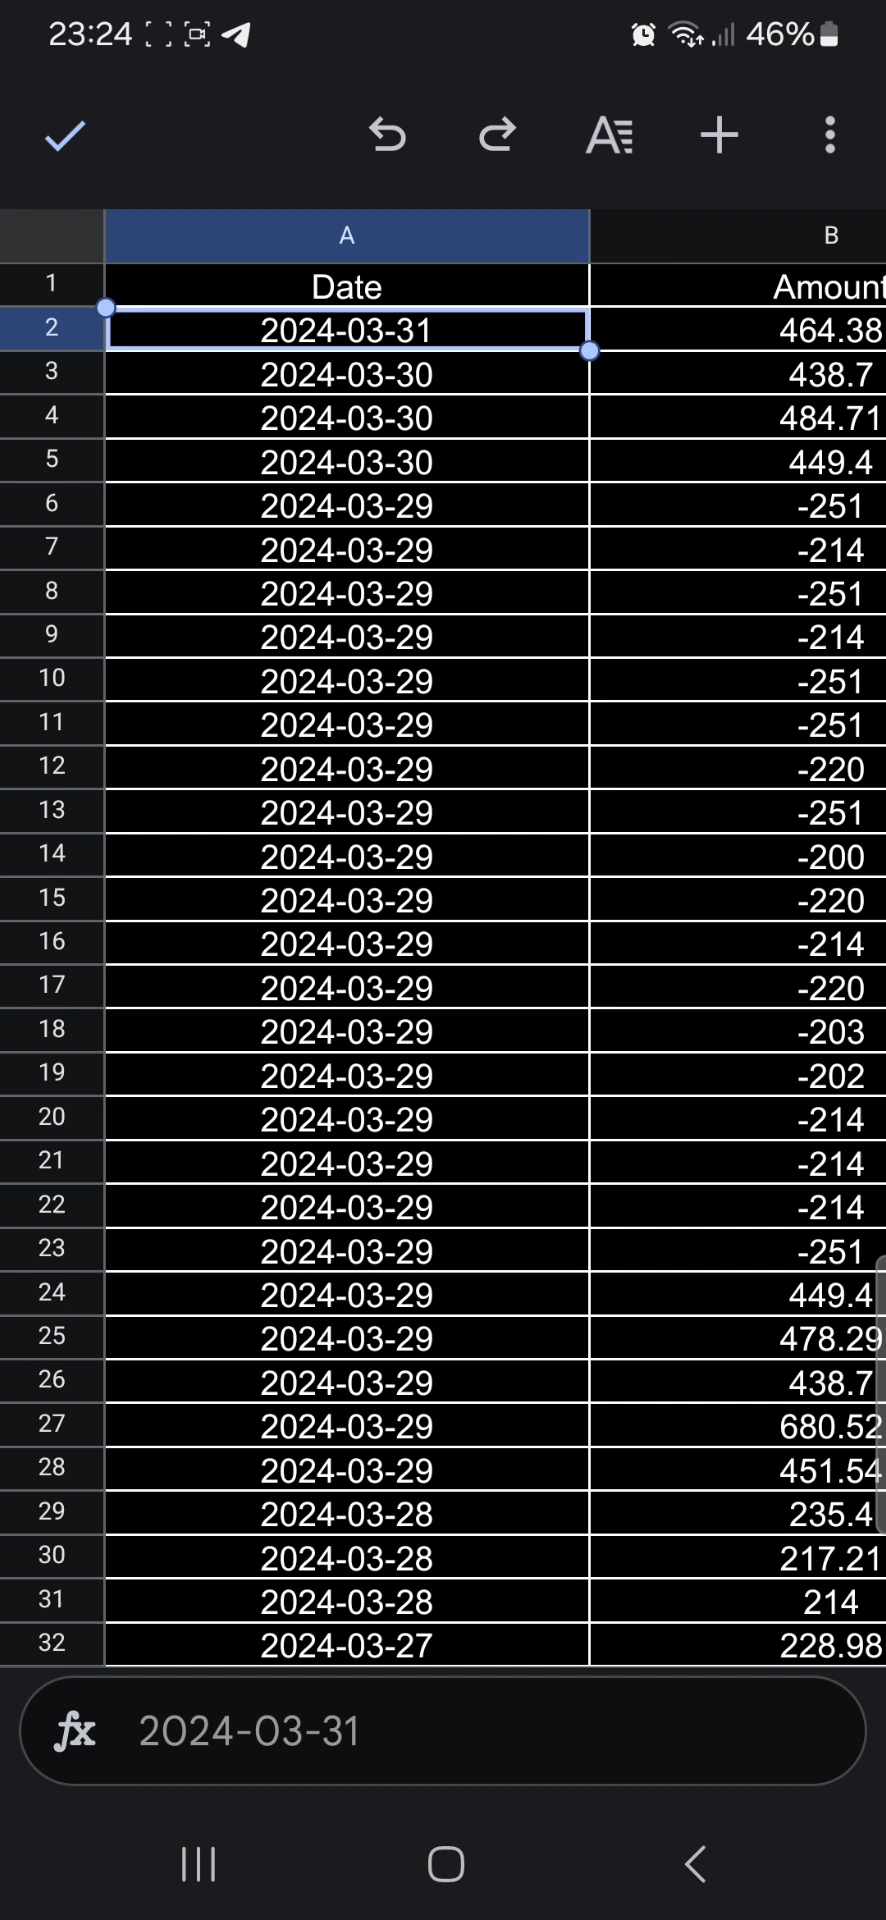 23:24 46%
A B
1 Date Amount
2 2024-03-31 464.38
3 2024-03-30 438.7
4 2024-03-30 484.71
5 2024-03-30 449.4
6 2024-03-29 -251
7 2024-03-29 -214
8 2024-03-29 -251
9 2024-03-29 -214
10 2024-03-29 -251
11 2024-03-29 -251
12 2024-03-29 -220
13 2024-03-29 -251
14 2024-03-29 -200
15 2024-03-29 -220
16 2024-03-29 -214
17 2024-03-29 -220
18 2024-03-29 -203
19 2024-03-29 -202
20 2024-03-29 -214
21 2024-03-29 -214
22 2024-03-29 -214
23 2024-03-29 -251
24 2024-03-29 449.4
25 2024-03-29 478.29
26 2024-03-29 438.7
27 2024-03-29 680.52
28 2024-03-29 451.54
29 2024-03-28 235.4
30 2024-03-28 217.21
31 2024-03-28 214
32 2024-03-27 228.98
fx 2024-03-31